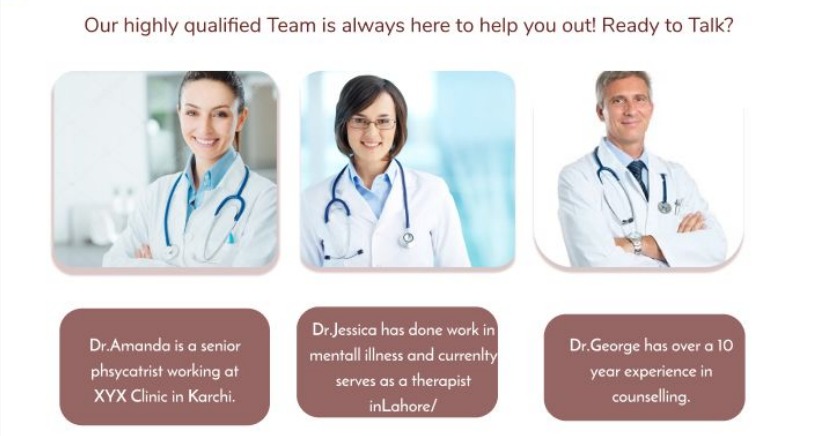 Our highly qualified Team is always here to help you out! Ready to Talk?
Dr.Amanda is a senior
phsycatrist working at
XYX Clinic in Karchi.
Dr.Jessica has done work in
mentall illness and currenlty
serves as a therapist
inLahore/
Dr.George has over a 10
year experience in
counselling.